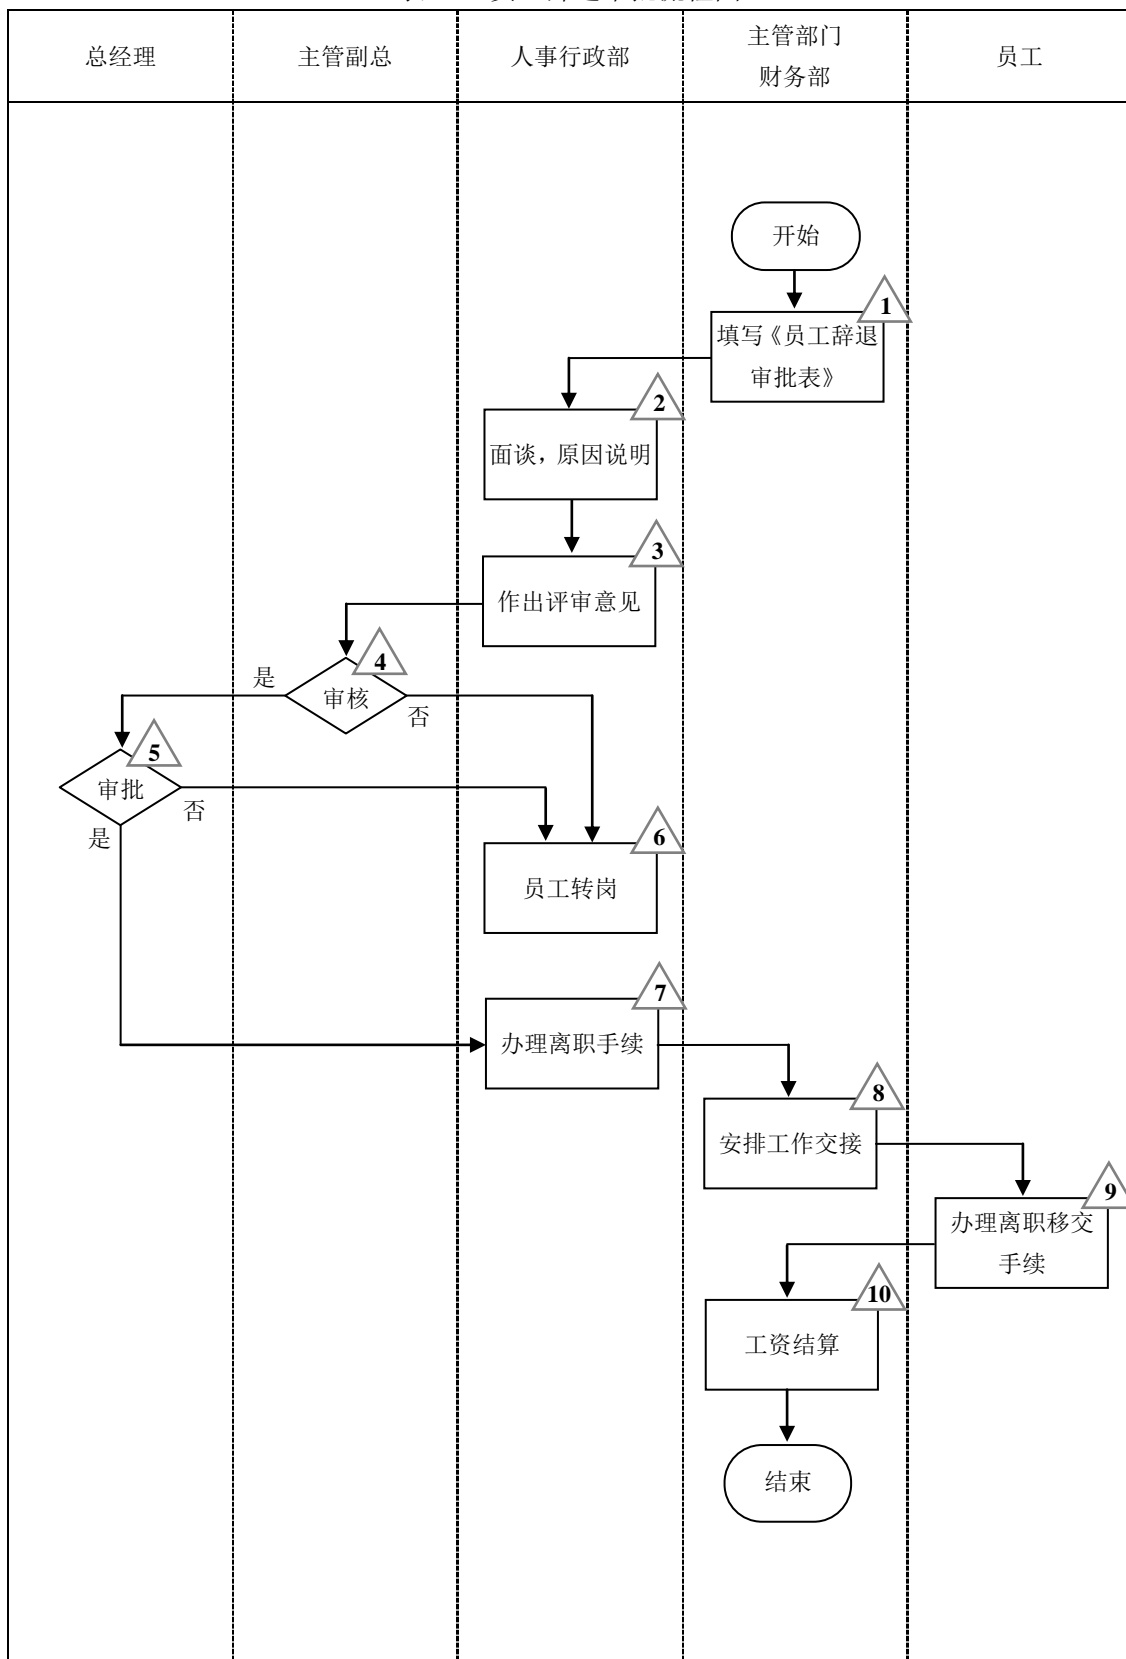 总经理
主管副总
人事行政部
主管部门
财务部
员工
开始
1
填写《员工辞退
审批表》
2
面谈，原因说明
3
作出评审意见
4
是
审核
否
5
审批
否
是
6
员工转岗
7
办理离职手续
8
安排工作交接
9
办理离职移交
手续
10
工资结算
结束